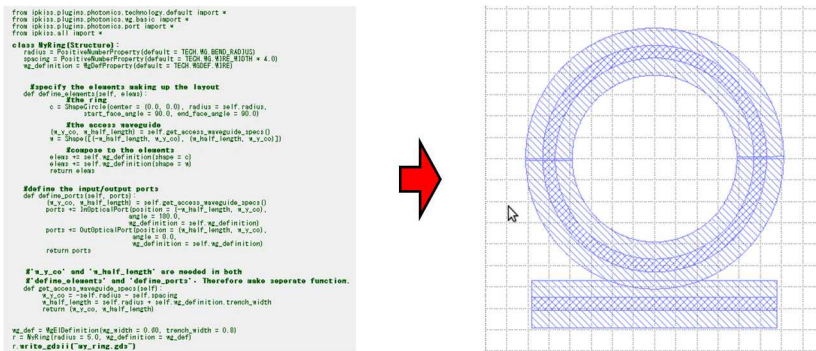 from ipkiss.plugins.photonics.technology.default import *
from ipkiss.plugins.photonics.wg.basic import *
from ipkiss.plugins.photonics.port import *
from ipkiss.all import *
class MyRing(Structure):
radius = PositiveNumberProperty(default = TECH.WG.BEND_RADIUS)
spacing = PositiveNumberProperty(default = TECH.WG.WIRE_WIDTH * 4.0)
wg_definition = WgDefProperty(default = TECH.WGDEF.WIRE)
#specify the elements making up the layout
def define_elements(self, elems):
#the ring
c = ShapeCircle(center = (0.0, 0.0), radius = self.radius,
start_face_angle = 90.0, end_face_angle = 90.0)
#the access waveguide
(w_y_co, w_half_length) = self.get_access_waveguide_specs()
w = Shape([(-w_half_length, w_y_co), (w_half_length, w_y_co)])
#compose to the elements
elems += self.wg_definition(shape = c)
elems += self.wg_definition(shape = w)
return elems
#define the input/output ports
def define_ports(self, ports):
(w_y_co, w_half_length) = self.get_access_waveguide_specs()
ports += InOpticalPort(position = (-w_half_length, w_y_co),
angle = 180.0,
wg_definition = self.wg_definition)
ports += OutOpticalPort(position = (w_half_length, w_y_co),
angle = 0.0,
wg_definition = self.wg_definition)
return ports
#'w_y_co' and 'w_half_length' are needed in both
#'define_elements' and 'define_ports'. Therefore make seperate function.
def get_access_waveguide_specs(self):
w_y_co = -self.radius - self.spacing
w_half_length = self.radius + self.wg_definition.trench_width
return (w_y_co, w_half_length)
wg_def = WgElDefinition(wg_width = 0.60, trench_width = 0.8)
r = MyRing(radius = 5.0, wg_definition = wg_def)
r.write_gdsii("my_ring.gds")